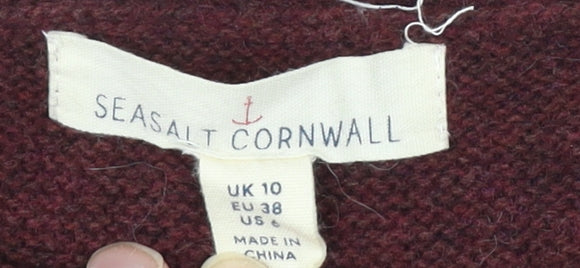 SEASALT CORNWALL
UK 10
EU 38
US 6
MADE IN
CHINA